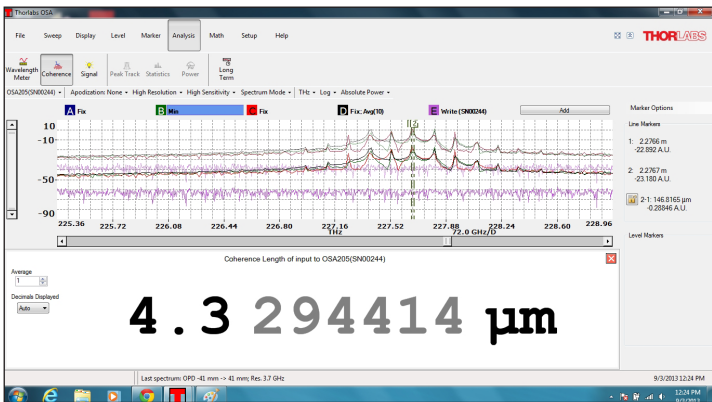 Thorlabs OSA
File Sweep Display Level Marker Analysis Math Setup Help
THORLABS
Wavelength Meter Coherence Signal Peak Track Statistics Power Long Term
OSA205(SN00244) Apodization: None High Resolution High Sensitivity Spectrum Mode THz Log Absolute Power
A Fix B Min C Fix D Fix; Avg(10) E Write (SN00244) Add
Marker Options
Line Markers
10
-10
-50
-90
1: 2.2766 m
-22.892 A.U.
2: 2.2767 m
-23.180 A.U.
2-1: 146.8165 µm
-0.28846 A.U.
Level Markers
225.36 225.72 226.08 226.44 226.80 227.16 227.52 227.88 228.24 228.60 228.96
THz 72.0 GHz/D
Coherence Length of input to OSA205(SN00244)
Average
1
Decimals Displayed
Auto
4.3294414 µm
Last spectrum: OPD -41 mm -> 41 mm; Res. 3.7 GHz
9/3/2013 12:24 PM
12:24 PM
9/3/2013